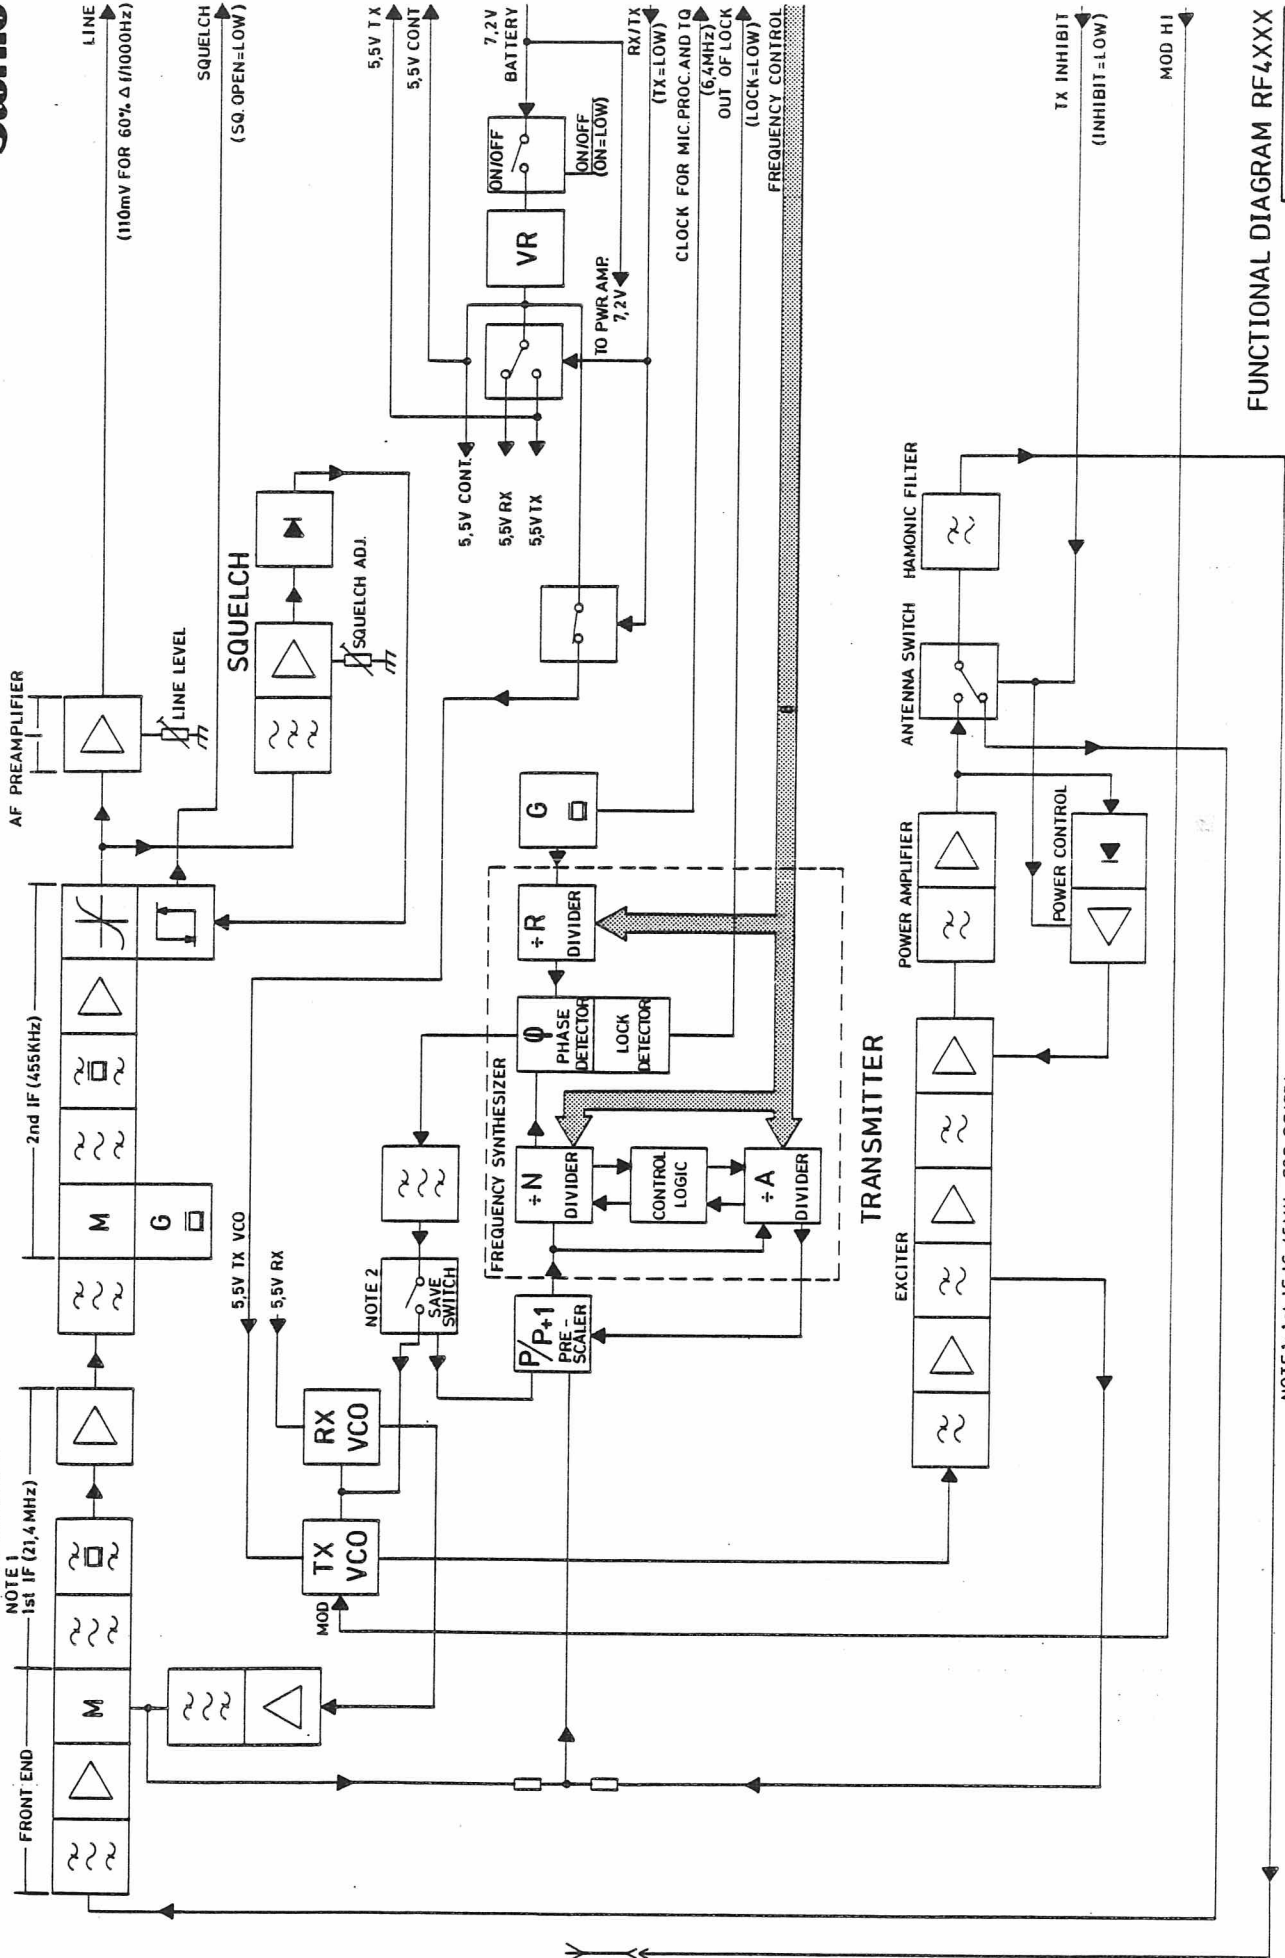 Storno
LINE
(110mV FOR 60% Δ f/1000Hz)
SQUELCH
(SQ. OPEN=LOW)
5,5V TX
5,5V CONT
7,2V
BATTERY
RX/TX
(TX=LOW)
CLOCK FOR MIC.PROC.AND TQ
(6,4MHz)
OUT OF LOCK
(LOCK=LOW)
FREQUENCY CONTROL
TX INHIBIT
(INHIBIT=LOW)
MOD HI
AF PREAMPLIFIER
LINE LEVEL
SQUELCH
SQUELCH ADJ.
ON/OFF
ON/OFF
(ON=LOW)
VR
TO PWR.AMP.
7,2V
5,5V CONT.
5,5V RX
5,5V TX
NOTE 1
1st IF (21,4 MHz)
FRONT END
M
2nd IF (455KHz)
M
G
5,5V TX VCO
5,5V RX
NOTE 2
SAVE
SWITCH
RX
VCO
TX
VCO
MOD
FREQUENCY SYNTHESIZER
G
÷R
DIVIDER
Φ
PHASE
DETECTOR
LOCK
DETECTOR
÷N
DIVIDER
CONTROL
LOGIC
÷A
DIVIDER
P/P+1
PRE-
SCALER
8
TRANSMITTER
EXCITER
POWER AMPLIFIER
POWER CONTROL
ANTENNA SWITCH
HAMONIC FILTER
FUNCTIONAL DIAGRAM RF4XXX